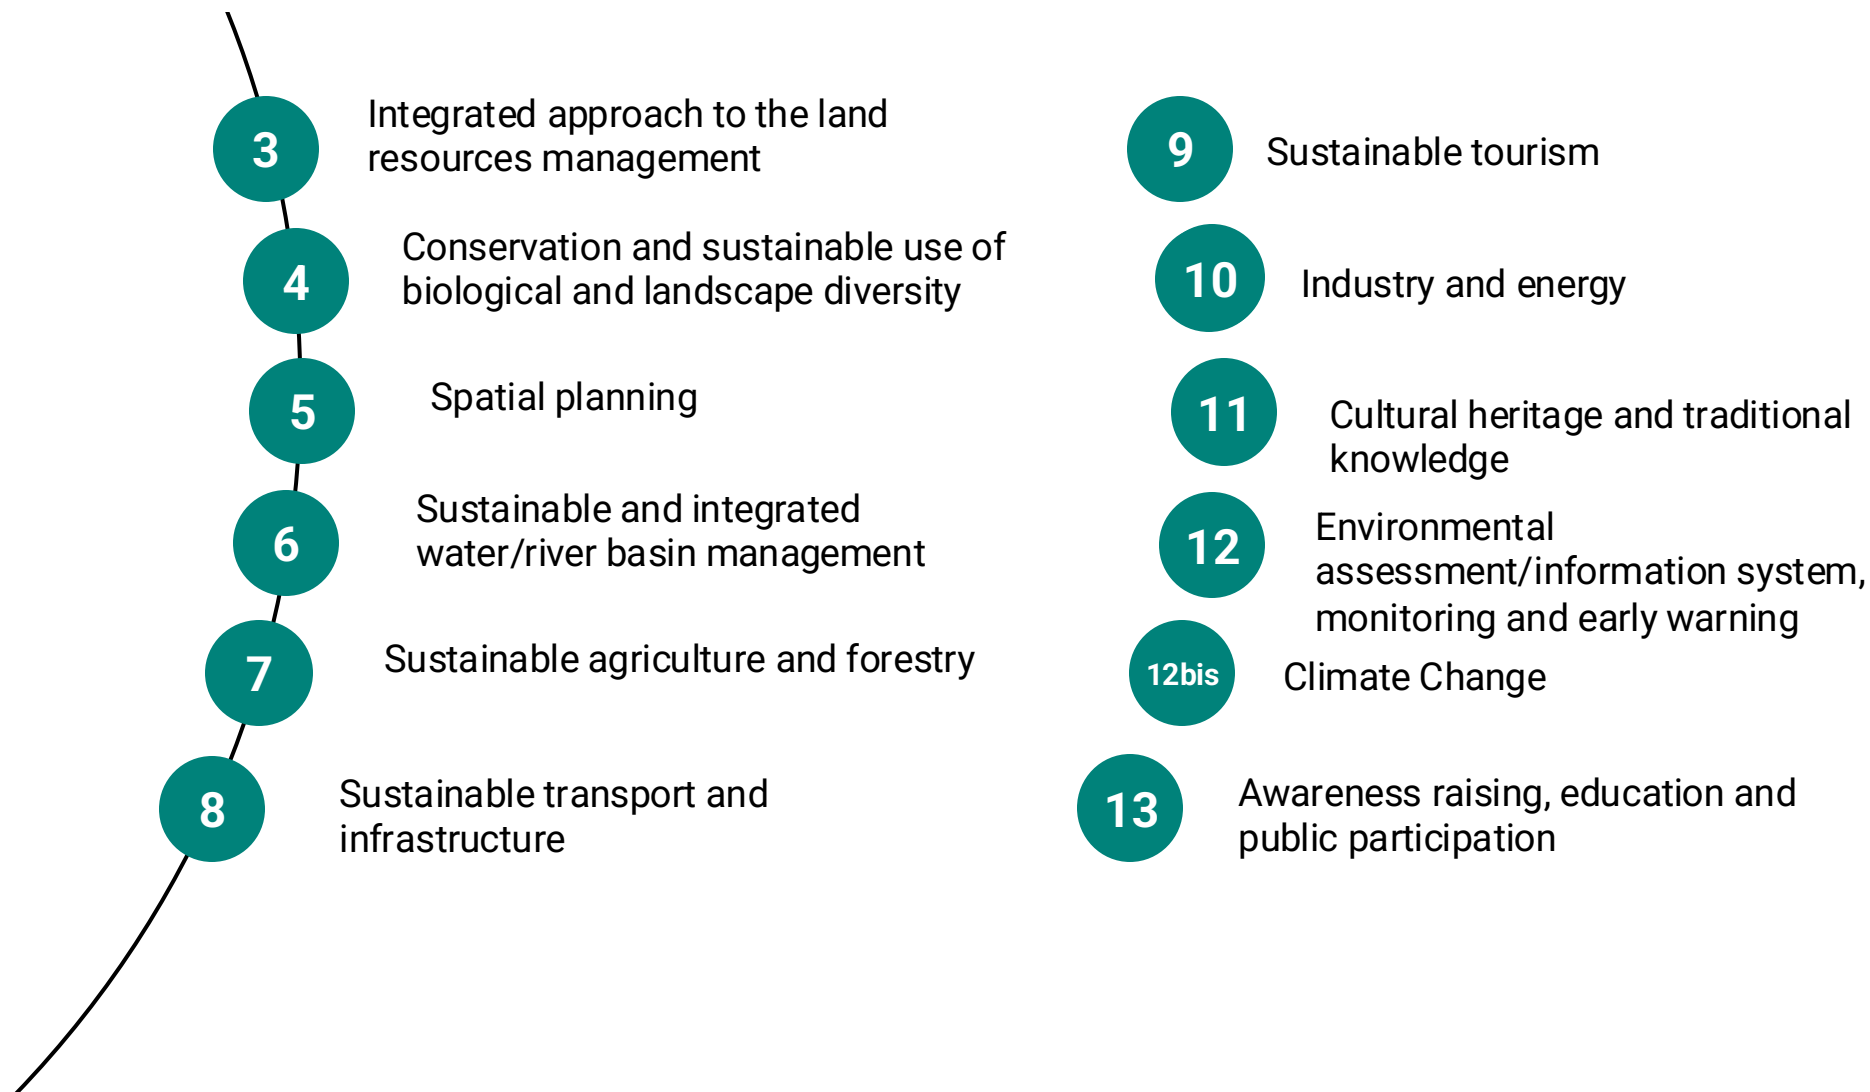 3
Integrated approach to the land
resources management
4
Conservation and sustainable use of
biological and landscape diversity
5
Spatial planning
6
Sustainable and integrated
water/river basin management
7
Sustainable agriculture and forestry
8
Sustainable transport and
infrastructure
9
Sustainable tourism
10
Industry and energy
11
Cultural heritage and traditional
knowledge
12
Environmental
assessment/information system,
monitoring and early warning
12bis
Climate Change
13
Awareness raising, education and
public participation